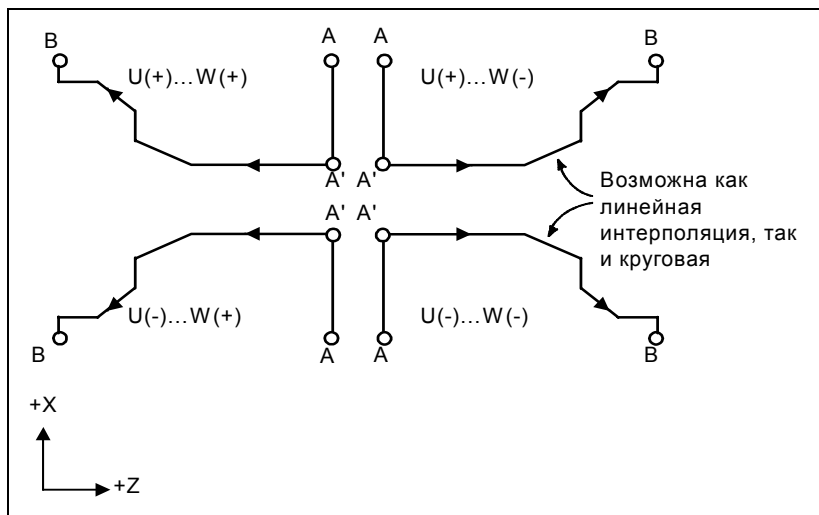 B
A
A
B
U(+)...W(+)
U(+)...W(-)
A'
A'
Возможна как
линейная
интерполяция, так
и круговая
A'
A'
U(-)...W(+)
U(-)...W(-)
B
A
A
B
+X
+Z